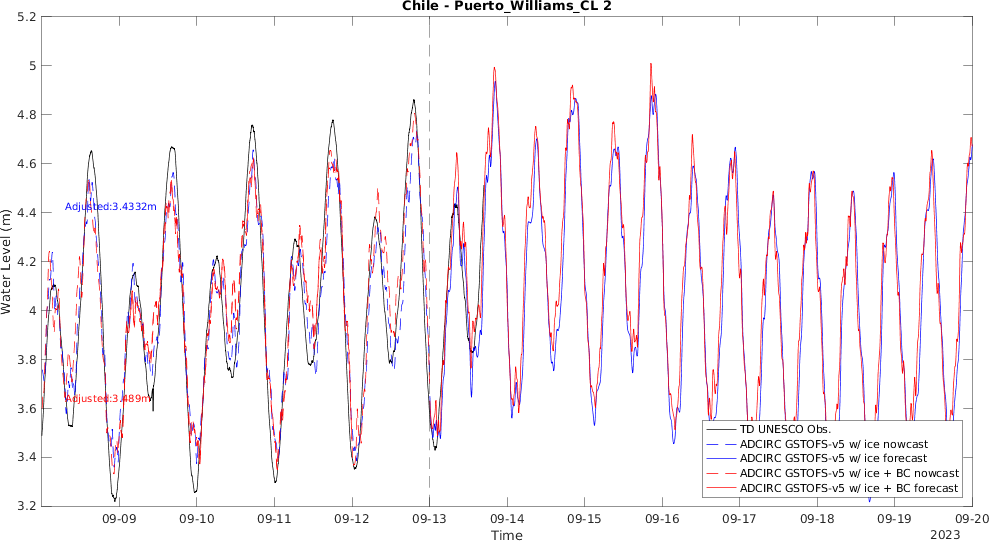 Chile - Puerto_Williams_CL 2
5.2
5
4.8
4.6
4.4
4.2
4
3.8
3.6
3.4
3.2
Water Level (m)
Adjusted:3.4332m
Adjusted:3.489m
TD UNESCO Obs.
ADCIRC GSTOFS-v5 w/ ice nowcast
ADCIRC GSTOFS-v5 w/ ice forecast
ADCIRC GSTOFS-v5 w/ ice + BC nowcast
ADCIRC GSTOFS-v5 w/ ice + BC forecast
09-09 09-10 09-11 09-12 09-13 09-14 09-15 09-16 09-17 09-18 09-19 09-20
Time
2023